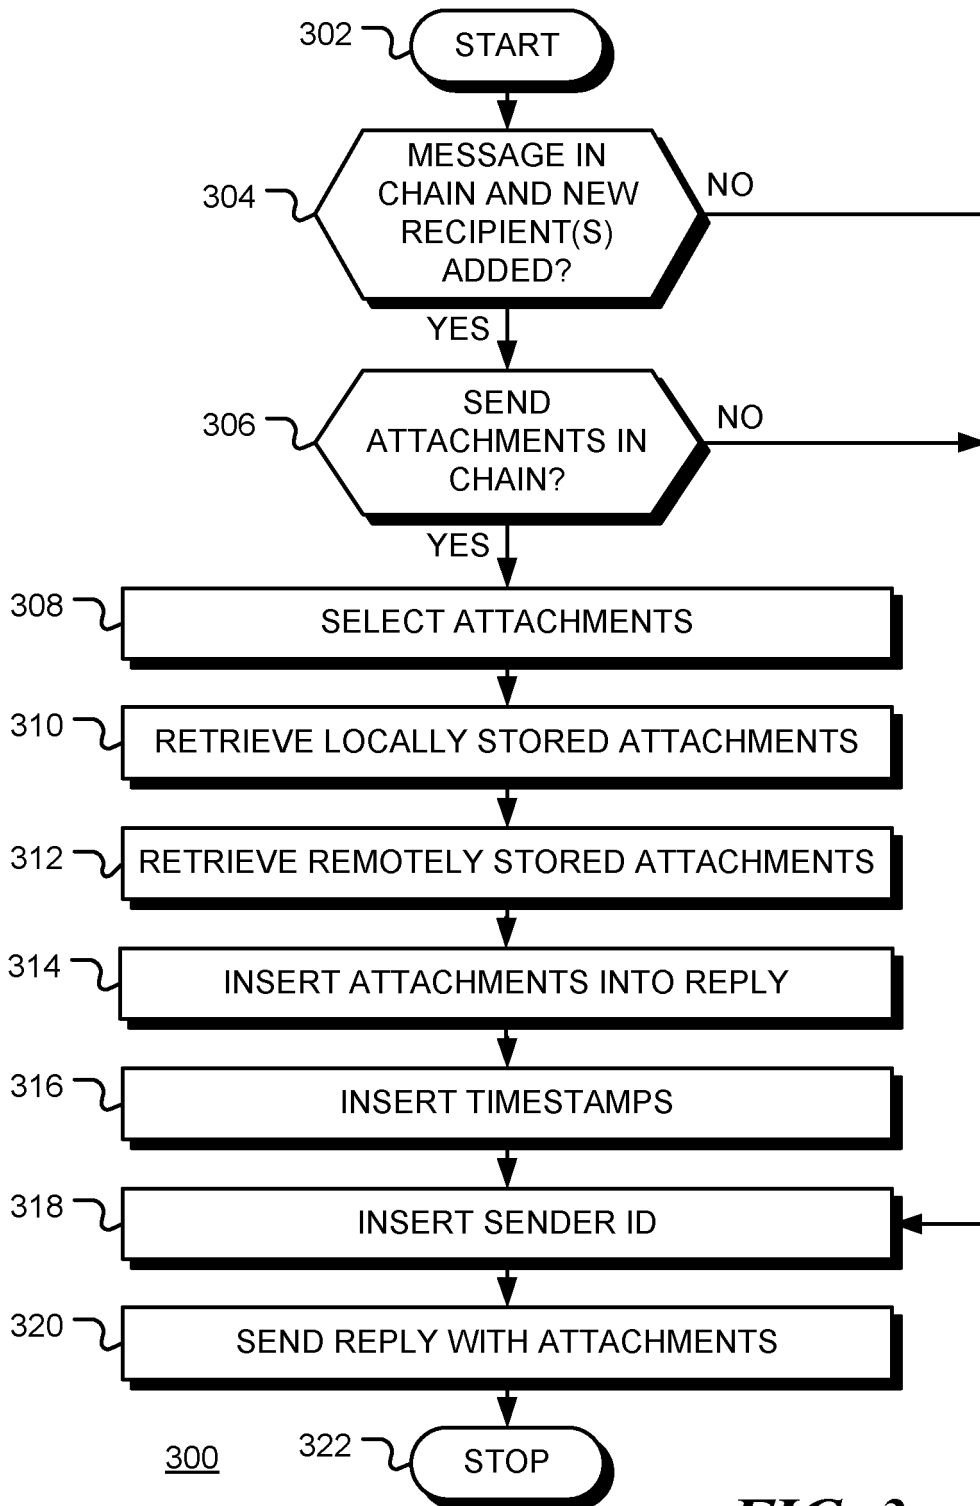 302
START
MESSAGE IN
CHAIN AND NEW
RECIPIENT(S)
ADDED?
304
NO
YES
SEND
ATTACHMENTS IN
CHAIN?
306
NO
YES
308
SELECT ATTACHMENTS
310
RETRIEVE LOCALLY STORED ATTACHMENTS
312
RETRIEVE REMOTELY STORED ATTACHMENTS
314
INSERT ATTACHMENTS INTO REPLY
316
INSERT TIMESTAMPS
318
INSERT SENDER ID
320
SEND REPLY WITH ATTACHMENTS
300
322
STOP